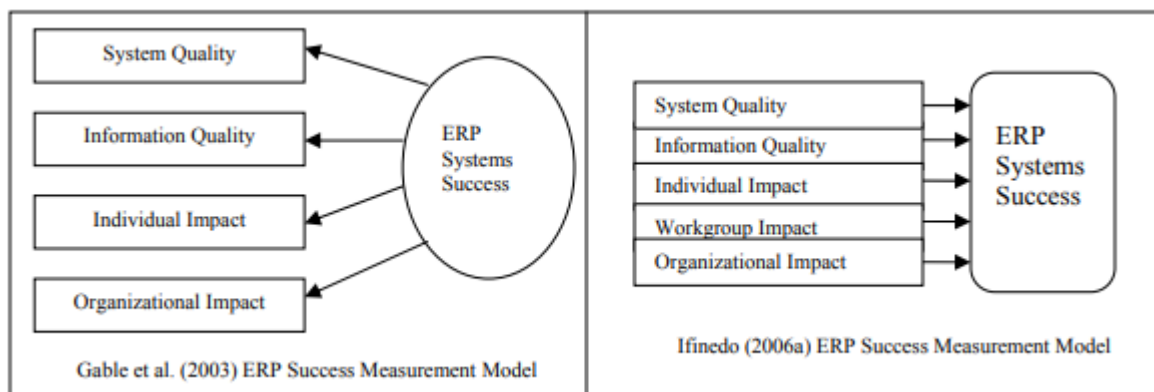 System Quality
Information Quality
Individual Impact
Organizational Impact
ERP
Systems
Success
Gable et al. (2003) ERP Success Measurement Model
System Quality
Information Quality
Individual Impact
Workgroup Impact
Organizational Impact
ERP
Systems
Success
Ifinedo (2006a) ERP Success Measurement Model